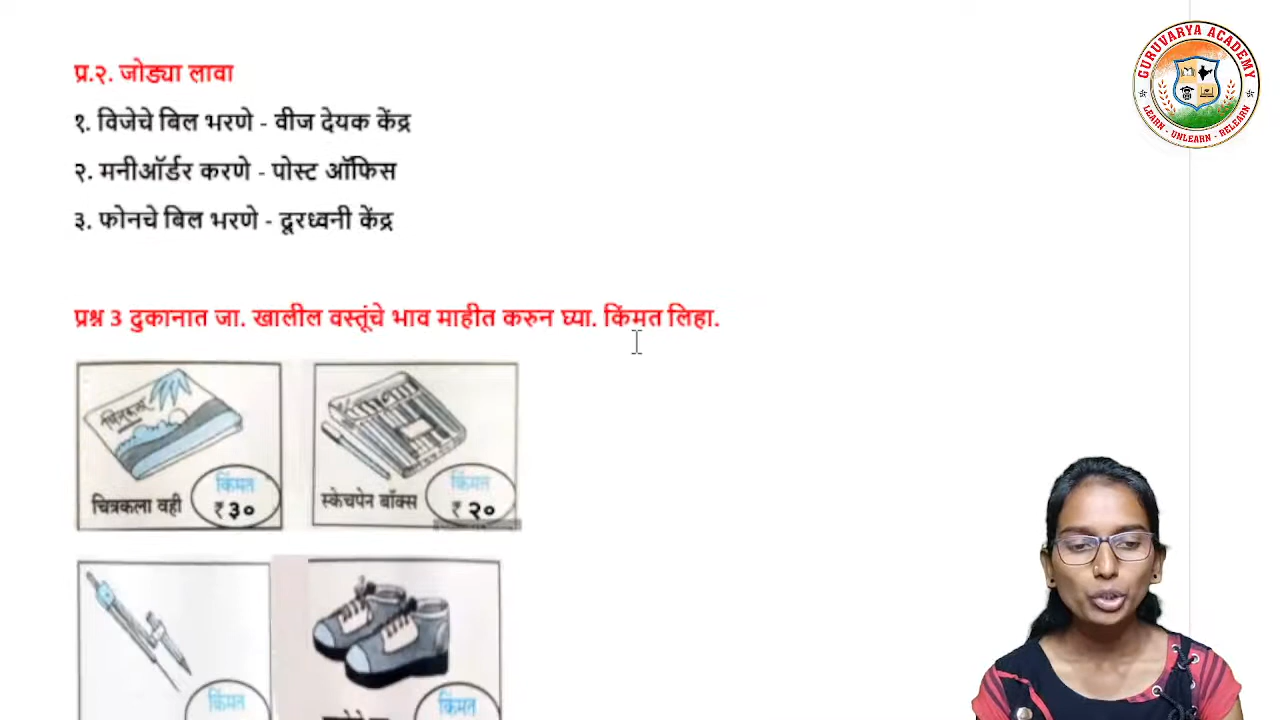 प्र.२. जोड्या लावा
१. विजेचे बिल भरणे - वीज देयक केंद्र
२. मनीऑर्डर करणे - पोस्ट ऑफिस
३. फोनचे बिल भरणे - दूरध्वनी केंद्र
प्रश्न 3 दुकानात जा. खालील वस्तूंचे भाव माहीत करुन घ्या. किंमत लिहा.
चित्रकला
चित्रकला वही
किंमत
₹ ३०
स्केचपेन बॉक्स
किंमत
₹ २०
किंमत
किंमत
GURUVARYA ACADEMY
LEARN - UNLEARN - RELEARN